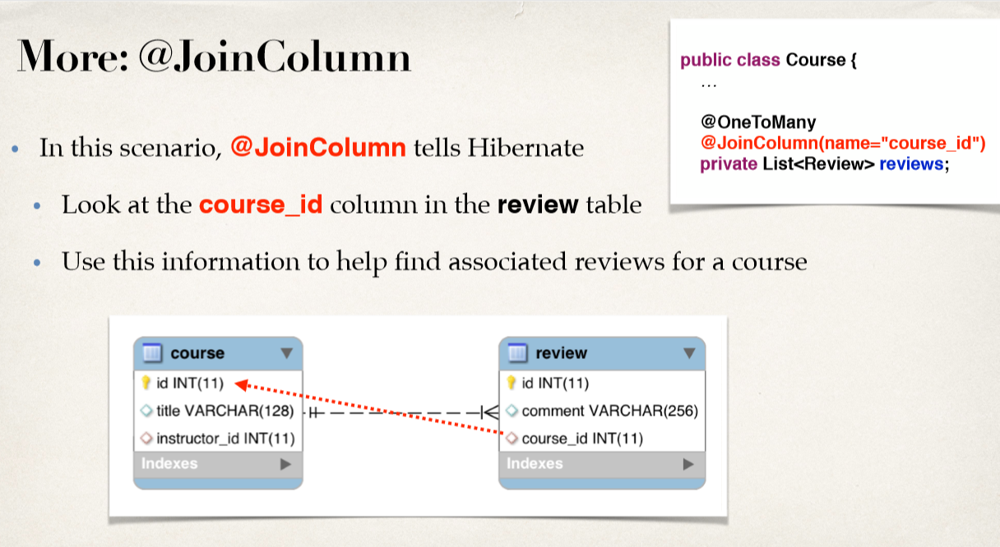 More: @JoinColumn
public class Course {
...
@OneToMany
@JoinColumn(name="course_id")
private List<Review> reviews;
• In this scenario, @JoinColumn tells Hibernate
• Look at the course_id column in the review table
• Use this information to help find associated reviews for a course
course
id INT(11)
title VARCHAR(128)
instructor_id INT(11)
Indexes
review
id INT(11)
comment VARCHAR(256)
course_id INT(11)
Indexes